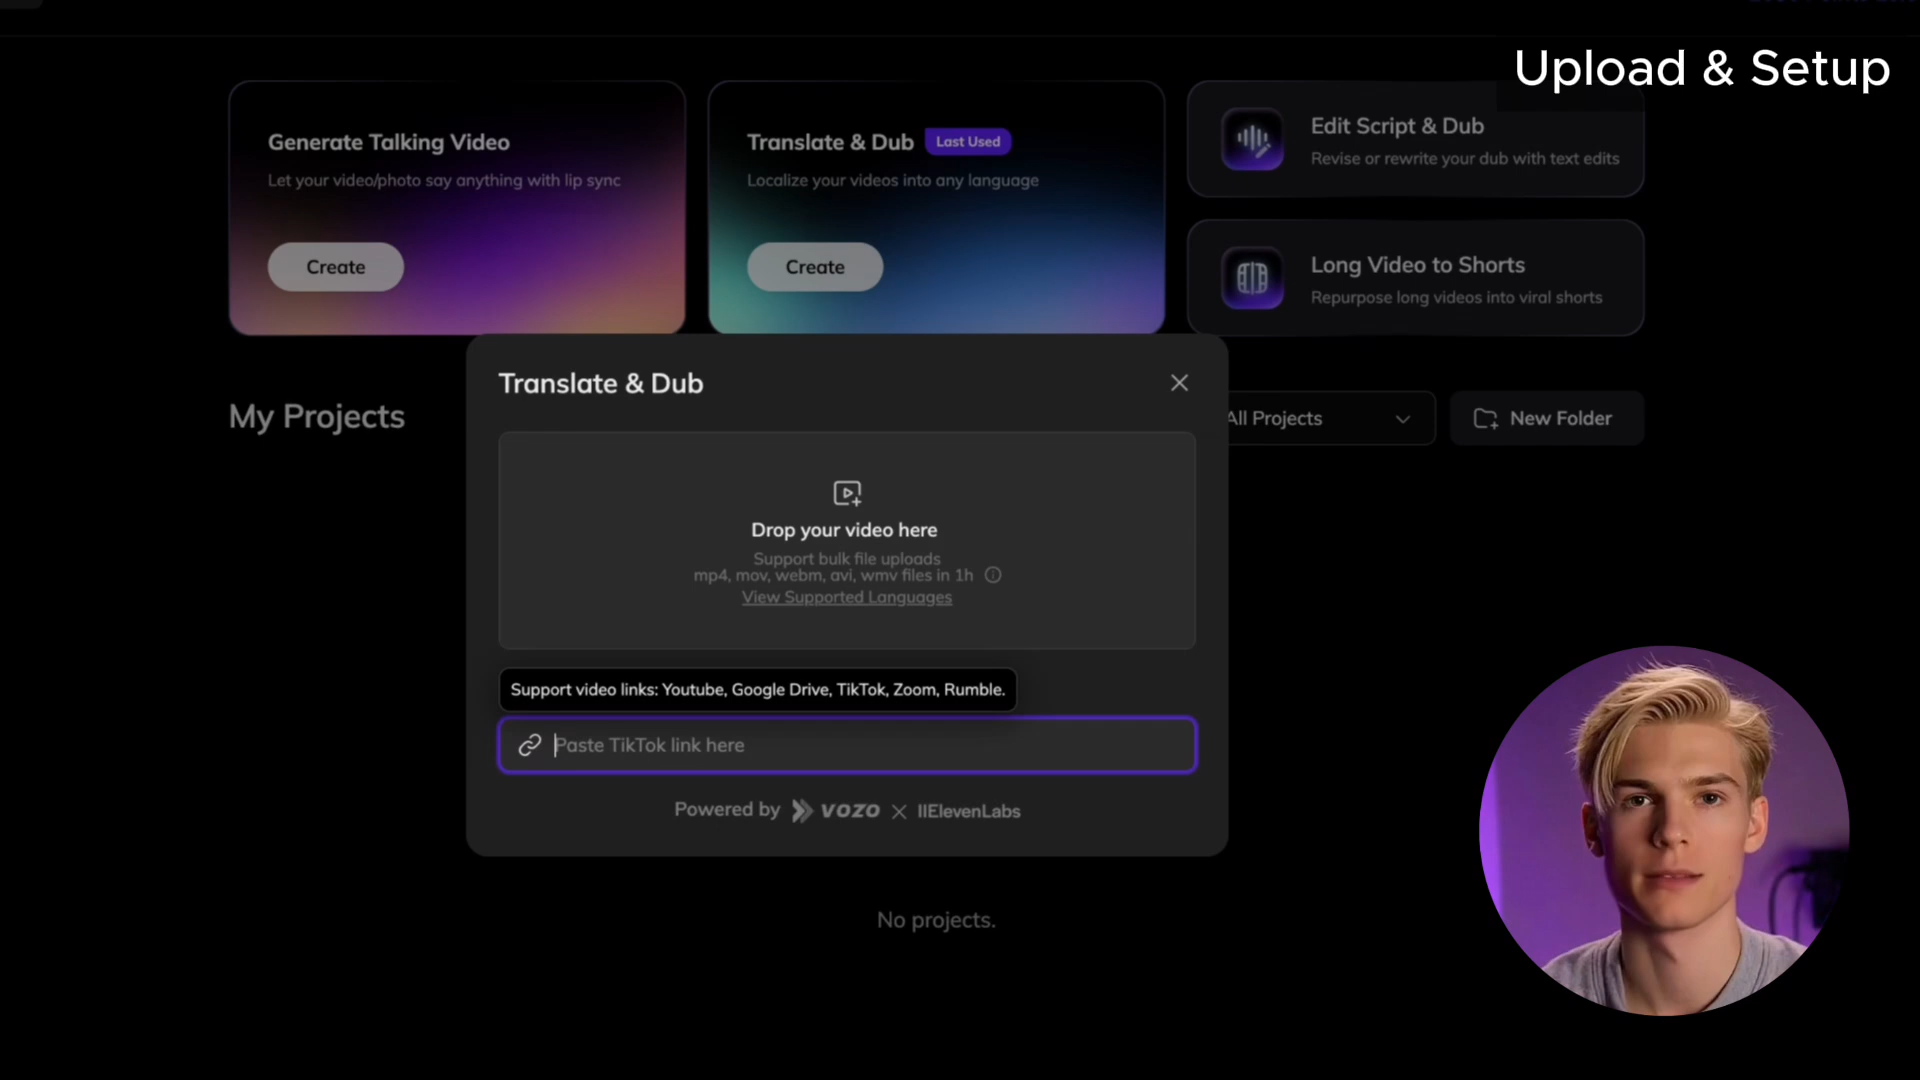 Upload & Setup
Generate Talking Video
Let your video/photo say anything with lip sync
Create
Translate & Dub
Last Used
Localize your videos into any language
Create
Edit Script & Dub
Revise or rewrite your dub with text edits
Long Video to Shorts
Repurpose long videos into viral shorts
My Projects
All Projects
New Folder
Translate & Dub
Drop your video here
Support bulk file uploads
mp4, mov, webm, avi, wmv files in 1h
View Supported Languages
Support video links: Youtube, Google Drive, TikTok, Zoom, Rumble.
Paste TikTok link here
Powered by VOZO X IIElevenLabs
No projects.